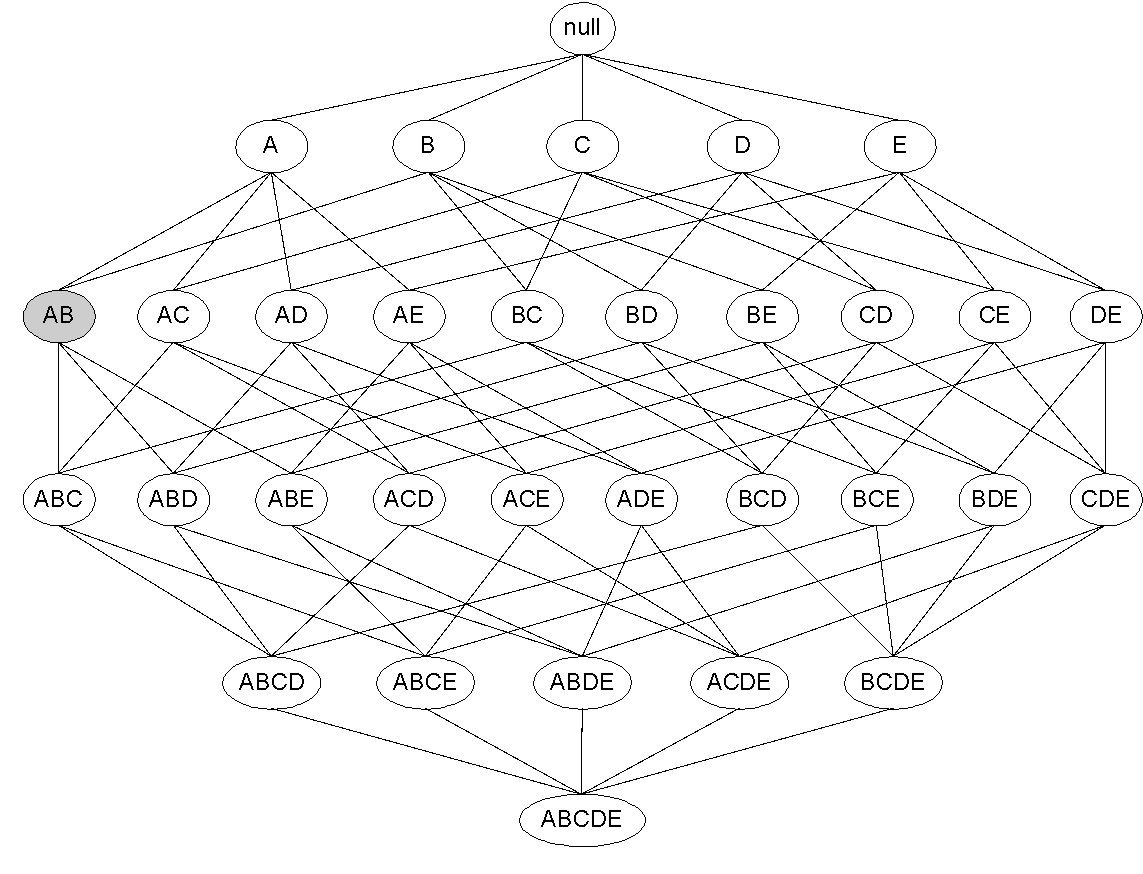 null
A B C D E
AB AC AD AE BC BD BE CD CE DE
ABC ABD ABE ACD ACE ADE BCD BCE BDE CDE
ABCD ABCE ABDE ACDE BCDE
ABCDE